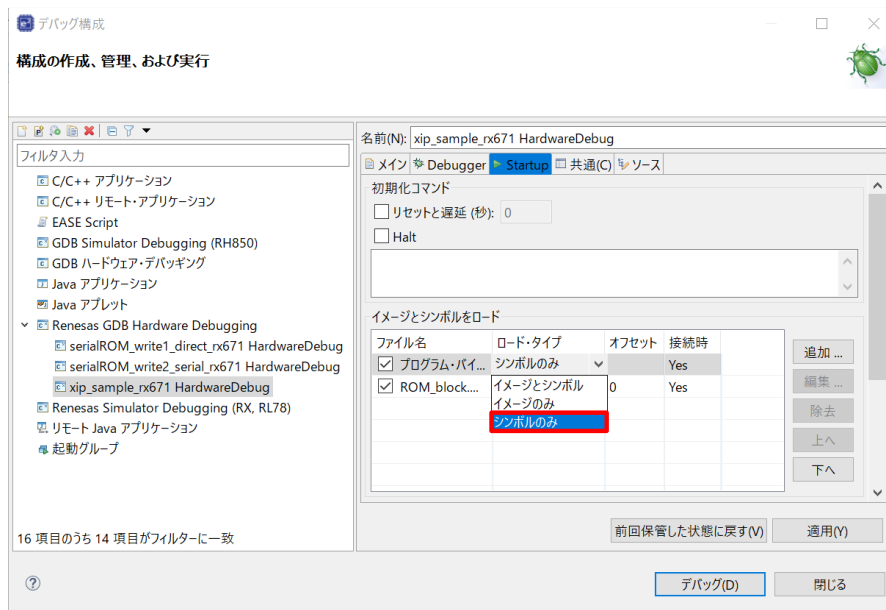 デバッグ構成
構成の作成、管理、および実行
フィルタ入力
C/C++ アプリケーション
C/C++ リモート・アプリケーション
EASE Script
GDB Simulator Debugging (RH850)
GDB ハードウェア・デバッギング
Java アプリケーション
Java アプレット
Renesas GDB Hardware Debugging
serialROM_write1_direct_rx671 HardwareDebug
serialROM_write2_serial_rx671 HardwareDebug
xip_sample_rx671 HardwareDebug
Renesas Simulator Debugging (RX, RL78)
リモート Java アプリケーション
起動グループ
16 項目のうち 14 項目がフィルターに一致
名前(N): xip_sample_rx671 HardwareDebug
メイン Debugger Startup 共通(C) ソース
初期化コマンド
リセットと遅延 (秒): 0
Halt
イメージとシンボルをロード
ファイル名 ロード・タイプ オフセット 接続時
プログラム・バイ... シンボルのみ Yes
ROM_block.... 0 Yes
イメージとシンボル
イメージのみ
シンボルのみ
追加 ...
編集 ...
除去
上へ
下へ
前回保管した状態に戻す(V) 適用(Y)
デバッグ(D) 閉じる